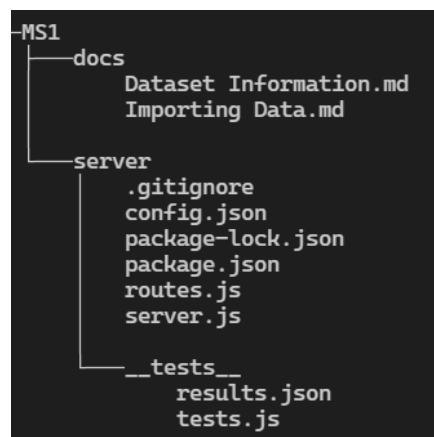 MS1
docs
Dataset Information.md
Importing Data.md
server
.gitignore
config.json
package-lock.json
package.json
routes.js
server.js
__tests__
results.json
tests.js